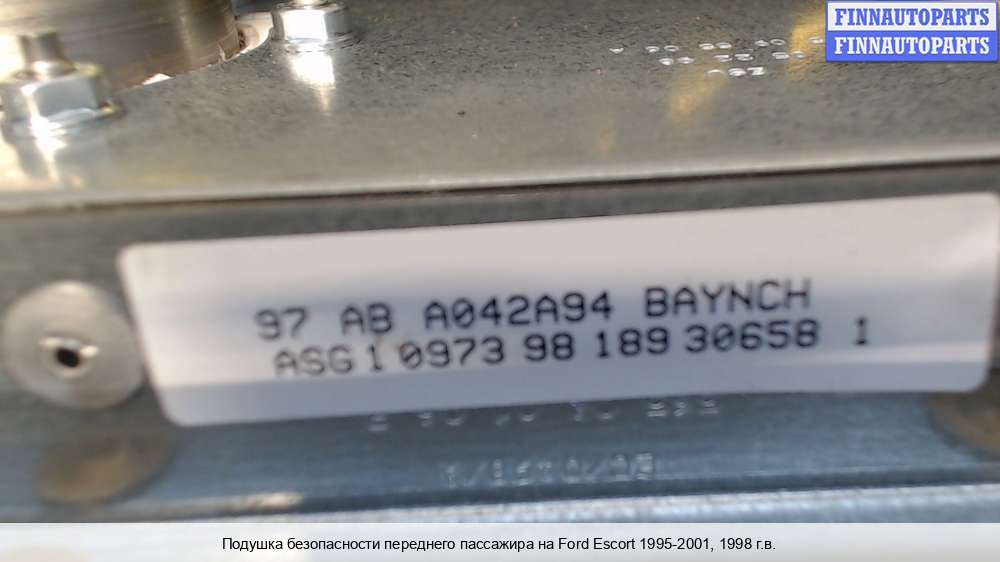 FINNAUTOPARTS
FINNAUTOPARTS
97 AB A042A94 BAYNCH
ASG 1 0973 98 189 30658 1
Подушка безопасности переднего пассажира на Ford Escort 1995-2001, 1998 г.в.